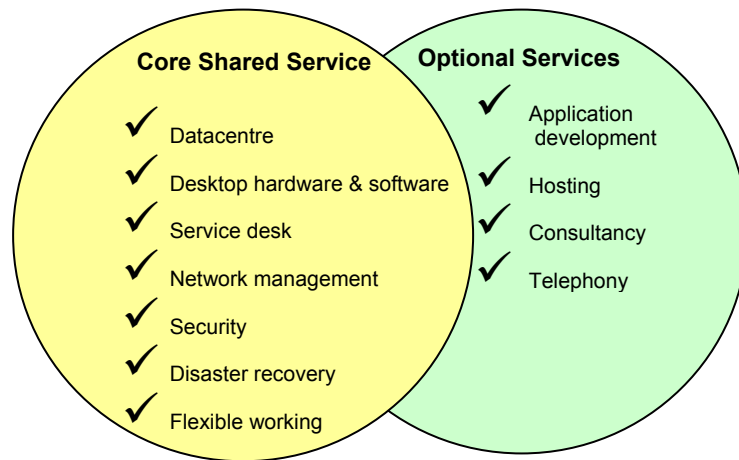 Core Shared Service
Datacentre
Desktop hardware & software
Service desk
Network management
Security
Disaster recovery
Flexible working
Optional Services
Application
development
Hosting
Consultancy
Telephony